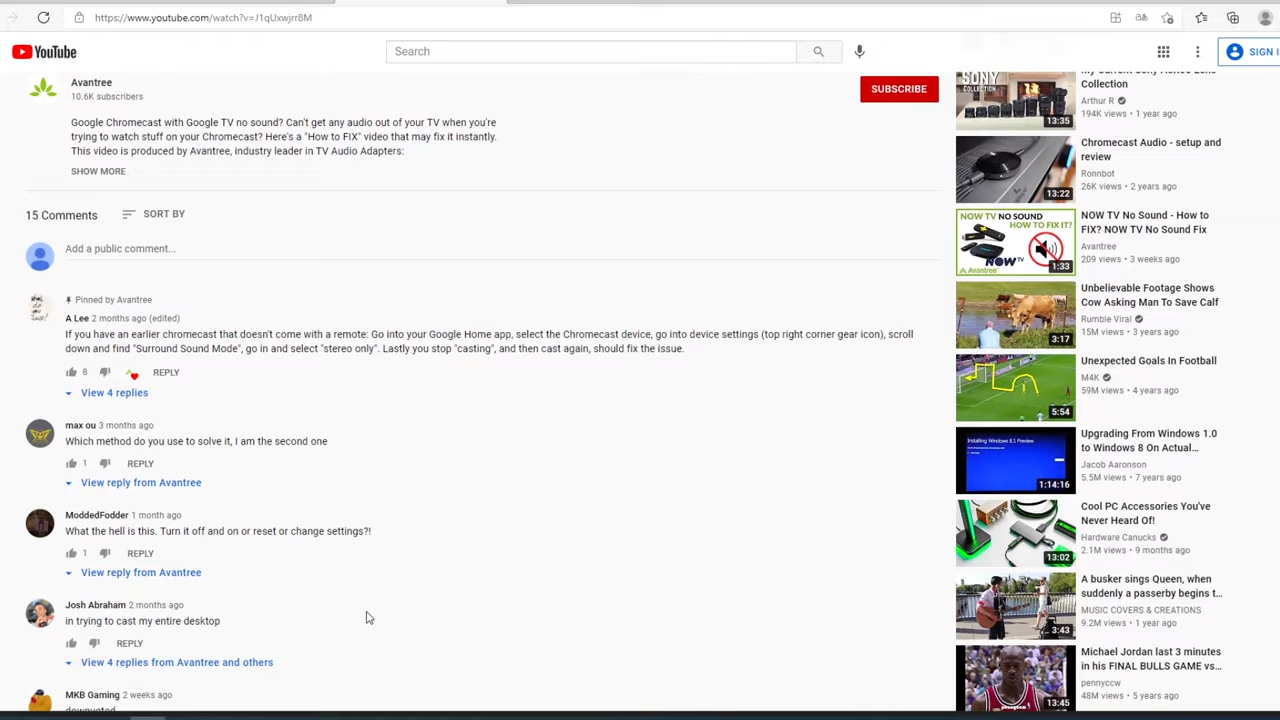 https://www.youtube.com/watch?v=J1qUxwjrr8M
YouTube
Search
SIGN I
Avantree
10.6K subscribers
SUBSCRIBE
Google Chromecast with Google TV no sound? Can't get any audio out of your TV when you're
trying to watch stuff on your Chromecast? Here's a "How to FIX" video that may fix it instantly.
This video is produced by Avantree, industry leader in TV Audio Adapters:
SHOW MORE
15 Comments
SORT BY
Add a public comment...
Pinned by Avantree
A Lee 2 months ago (edited)
If you have an earlier chromecast that doesn't come with a remote: Go into your Google Home app, select the Chromecast device, go into device settings (top right corner gear icon), scroll
down and find "Surround Sound Mode", go in and select "stereo only". Lastly you stop "casting", and then cast again, should fix the issue.
8
REPLY
View 4 replies
max ou 3 months ago
Which method do you use to solve it, I am the second one
1
REPLY
View reply from Avantree
ModdedFodder 1 month ago
What the hell is this. Turn it off and on or reset or change settings?!
1
REPLY
View reply from Avantree
Josh Abraham 2 months ago
in trying to cast my entire desktop
REPLY
View 4 replies from Avantree and others
MKB Gaming 2 weeks ago
downvoted
SONY
COLLECTION
13:35
Collection
Arthur R
194K views • 1 year ago
13:22
Chromecast Audio - setup and
review
Ronnbot
26K views • 2 years ago
NOW TV NO SOUND
HOW TO FIX IT?
NOW TV
Avantree
1:33
NOW TV No Sound - How to
FIX? NOW TV No Sound Fix
Avantree
209 views • 3 weeks ago
3:17
Unbelievable Footage Shows
Cow Asking Man To Save Calf
Rumble Viral
15M views • 3 years ago
5:54
Unexpected Goals In Football
M4K
59M views • 4 years ago
Installing Windows 8.1 Preview
1:14:16
Upgrading From Windows 1.0
to Windows 8 On Actual...
Jacob Aaronson
5.5M views • 7 years ago
13:02
Cool PC Accessories You've
Never Heard Of!
Hardware Canucks
2.1M views • 9 months ago
3:43
A busker sings Queen, when
suddenly a passerby begins t...
MUSIC COVERS & CREATIONS
9.2M views • 1 year ago
13:45
Michael Jordan last 3 minutes
in his FINAL BULLS GAME vs...
pennyccw
48M views • 5 years ago